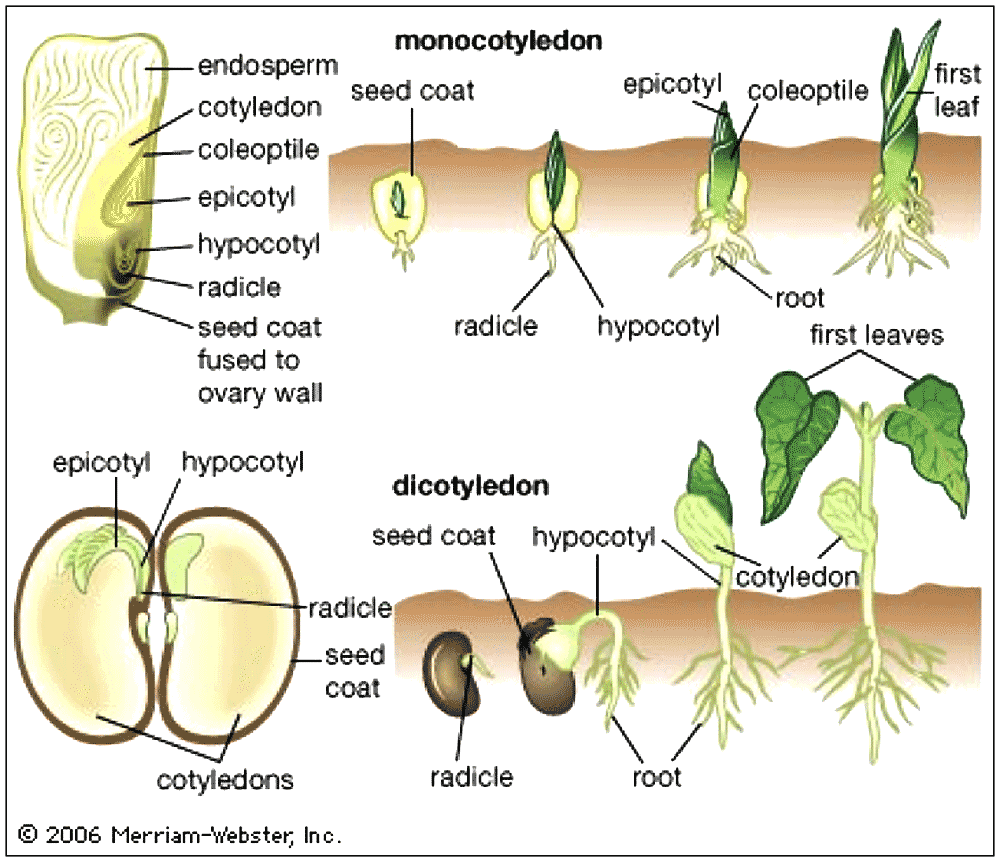 monocotyledon
endosperm
cotyledon
coleoptile
epicotyl
hypocotyl
radicle
seed coat
fused to
ovary wall
seed coat
epicotyl
coleoptile
first
leaf
radicle
hypocotyl
root
first leaves
epicotyl
hypocotyl
radicle
seed
coat
cotyledons
dicotyledon
seed coat
hypocotyl
cotyledon
radicle
root
© 2006 Merriam-Webster, Inc.